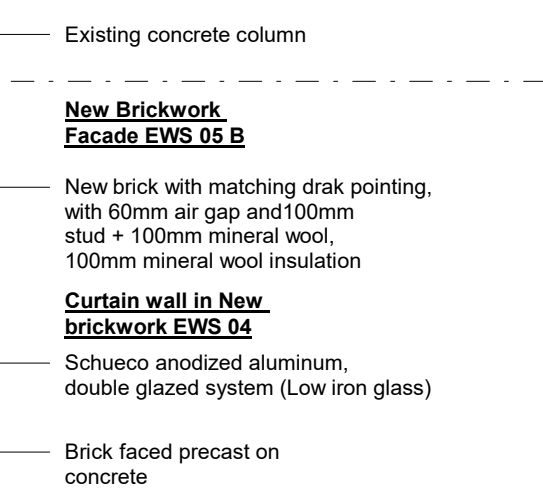 Existing concrete column
New Brickwork
Facade EWS 05 B
New brick with matching drak pointing,
with 60mm air gap and100mm
stud + 100mm mineral wool,
100mm mineral wool insulation
Curtain wall in New
brickwork EWS 04
Schueco anodized aluminum,
double glazed system (Low iron glass)
Brick faced precast on
concrete